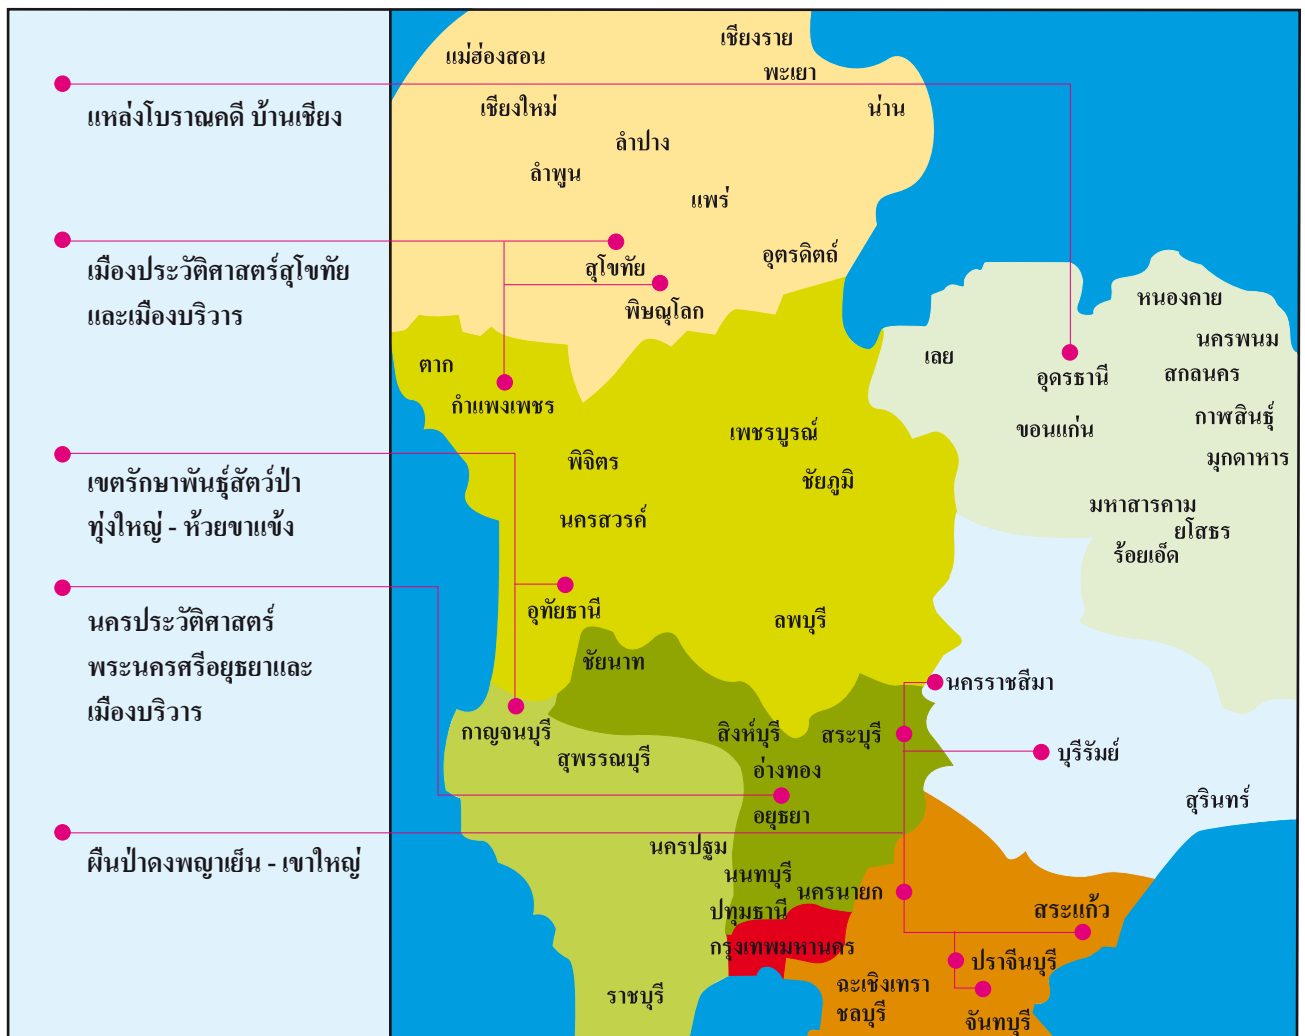 แหล่งโบราณคดี บ้านเชียง
เมืองประวัติศาสตร์สุโขทัย
และเมืองบริวาร
เขตรักษาพันธุ์สัตว์ป่า
ทุ่งใหญ่ - ห้วยขาแข้ง
นครประวัติศาสตร์
พระนครศรีอยุธยาและ
เมืองบริวาร
ผืนป่าดงพญาเย็น - เขาใหญ่
เชียงราย
แม่ฮ่องสอน
พะเยา
เชียงใหม่
น่าน
ลำปาง
ลำพูน
แพร่
อุตรดิตถ์
สุโขทัย
พิษณุโลก
หนองคาย
นครพนม
เลย
ตาก
อุดรธานี
สกลนคร
กำแพงเพชร
กาฬสินธุ์
ขอนแก่น
เพชรบูรณ์
พิจิตร
มุกดาหาร
ชัยภูมิ
มหาสารคาม
นครสวรค์
ยโสธร
ร้อยเอ็ด
อุทัยธานี
ลพบุรี
ชัยนาท
นครราชสีมา
กาญจนบุรี
สิงห์บุรี
สระบุรี
สุพรรณบุรี
บุรีรัมย์
อ่างทอง
สุรินทร์
อยุธยา
นครปฐม
นนทบุรี
นครนายก
ปทุมธานี
สระแก้ว
กรุงเทพมหานคร
ปราจีนบุรี
ฉะเชิงเทรา
ราชบุรี
ชลบุรี
จันทบุรี